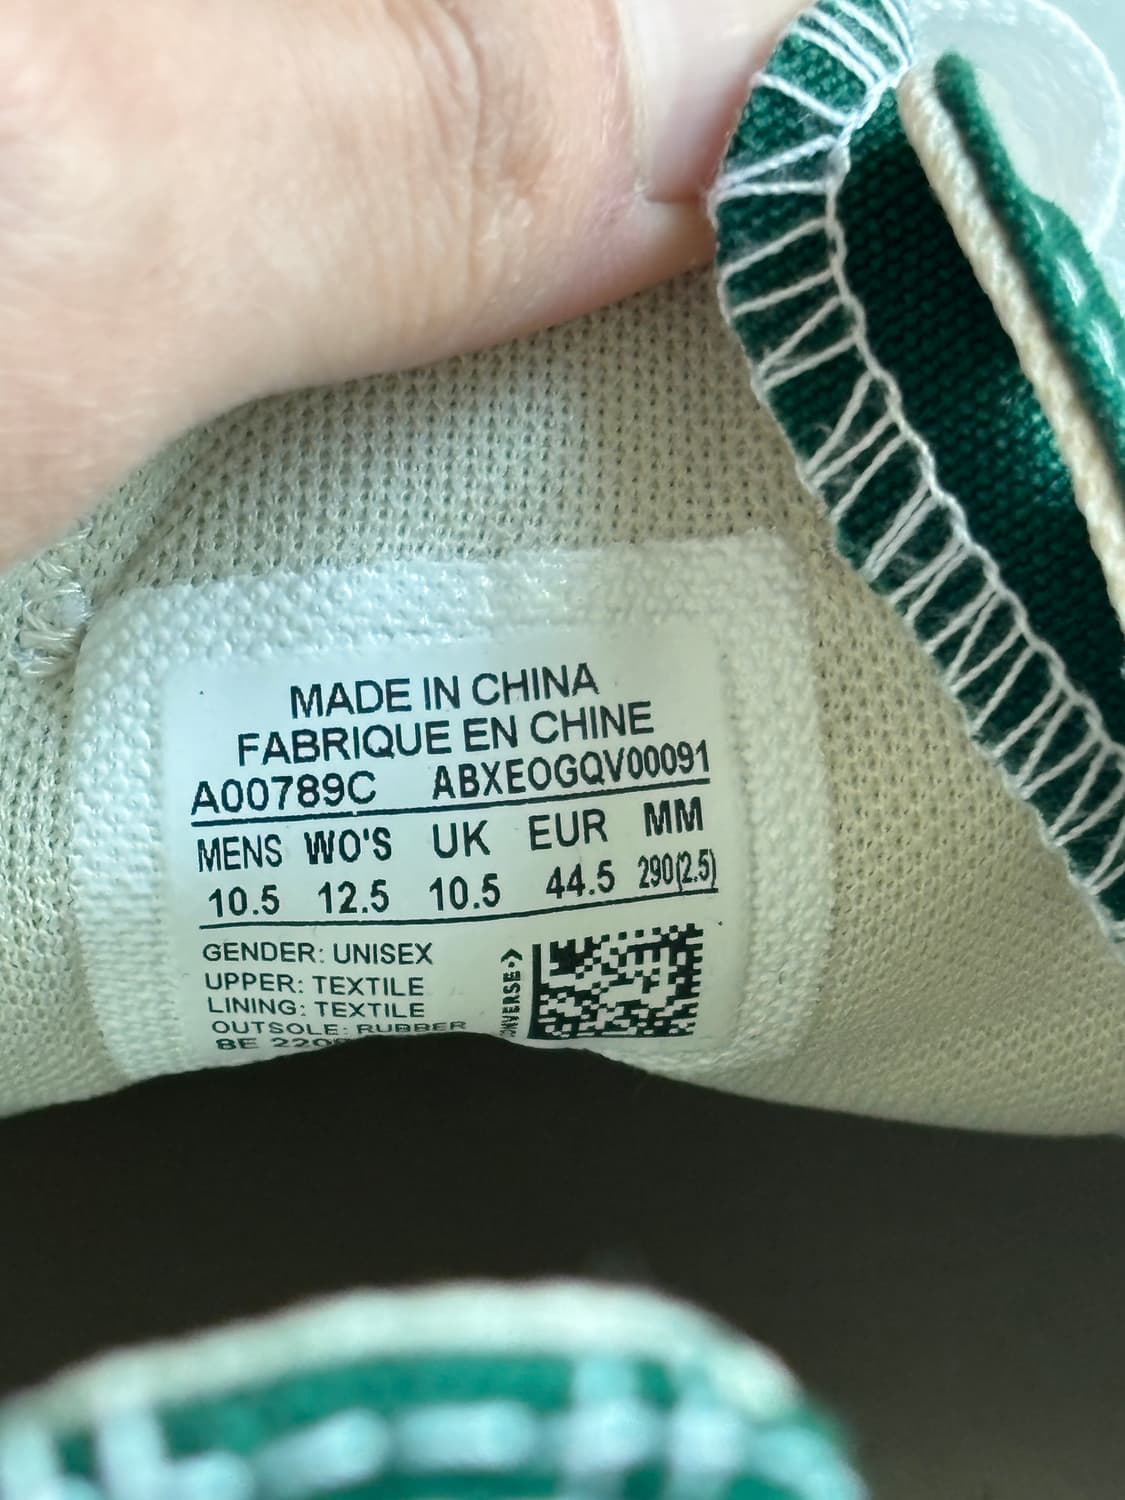 MADE IN CHINA
FABRIQUE EN CHINE
A00789C ABXEOGQV00091
MENS WO'S UK EUR MM
10.5 12.5 10.5 44.5 290(2.5)
GENDER: UNISEX
UPPER: TEXTILE
LINING: TEXTILE
OUTSOLE: RUBBER